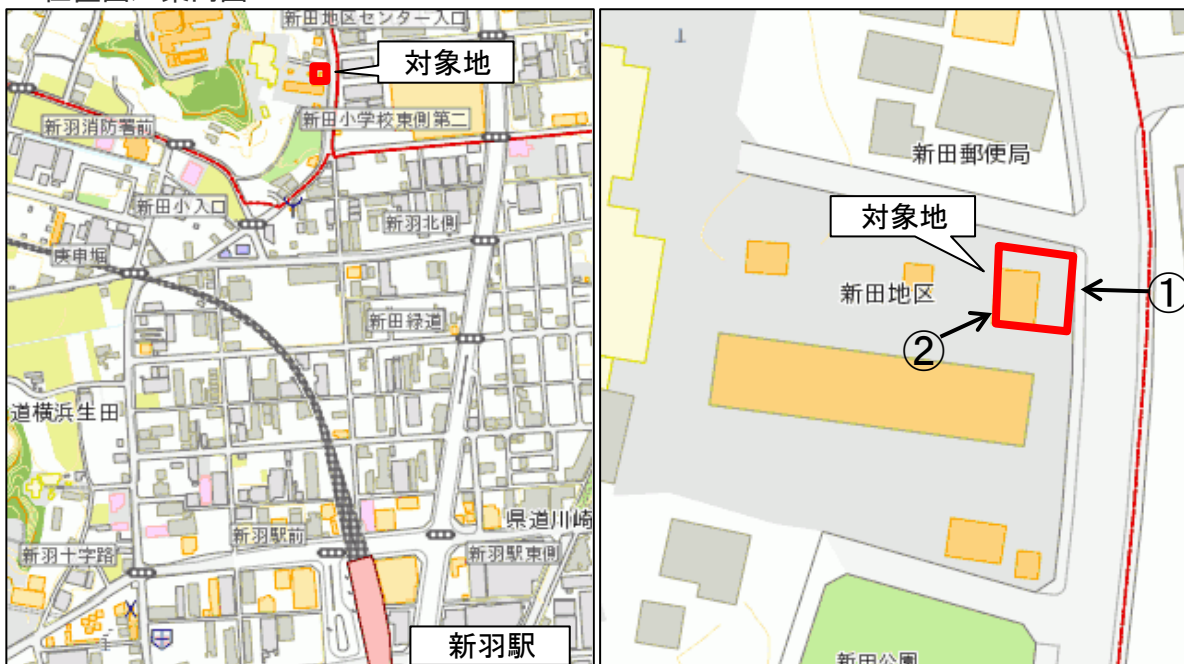 新田地区センター入口
対象地
新羽消防署前
新田小学校東側第二
新田小入口
新羽北側
庚申堀
新田緑道
道横浜生田
県道川崎
新羽駅前
新羽駅東側
新羽十字路
新羽駅
新田郵便局
対象地
新田地区
①
②
新田公園